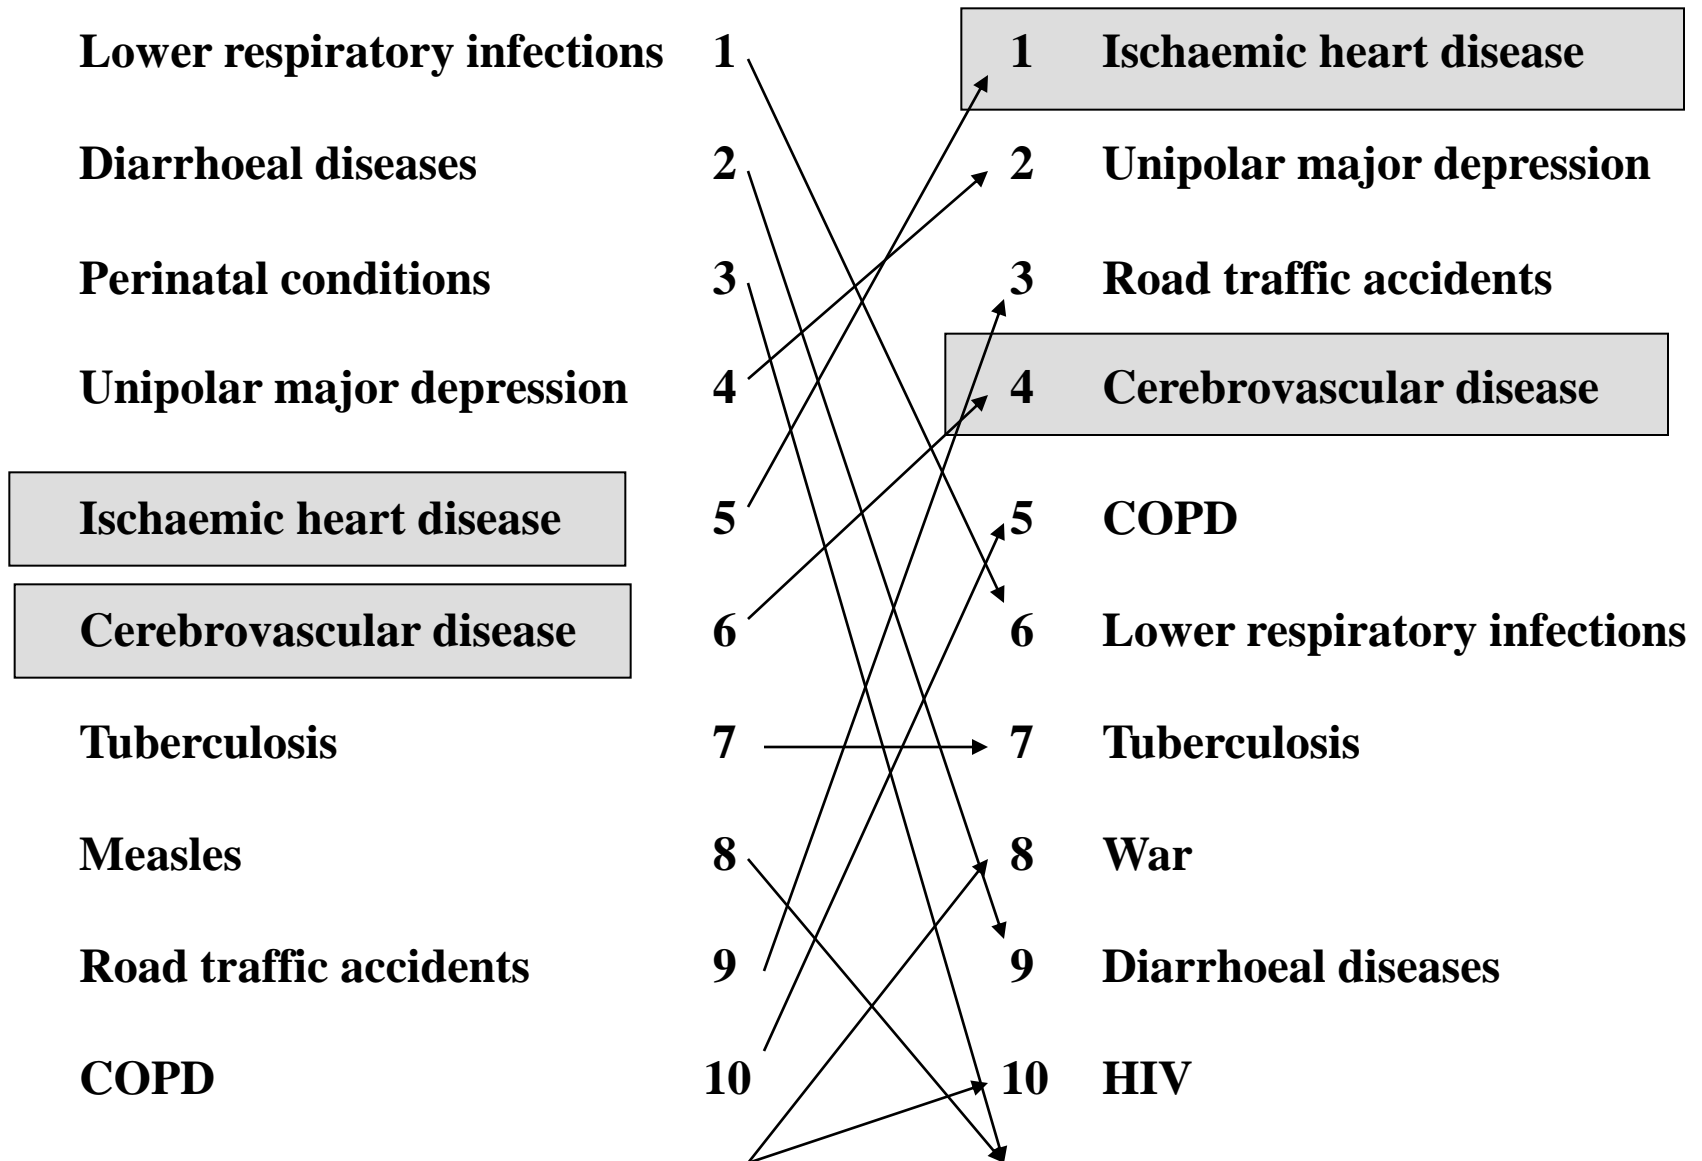 Lower respiratory infections 1 1 Ischaemic heart disease
Diarrhoeal diseases 2 2 Unipolar major depression
Perinatal conditions 3 3 Road traffic accidents
Unipolar major depression 4 4 Cerebrovascular disease
Ischaemic heart disease 5 5 COPD
Cerebrovascular disease 6 6 Lower respiratory infections
Tuberculosis 7 7 Tuberculosis
Measles 8 8 War
Road traffic accidents 9 9 Diarrhoeal diseases
COPD 10 10 HIV